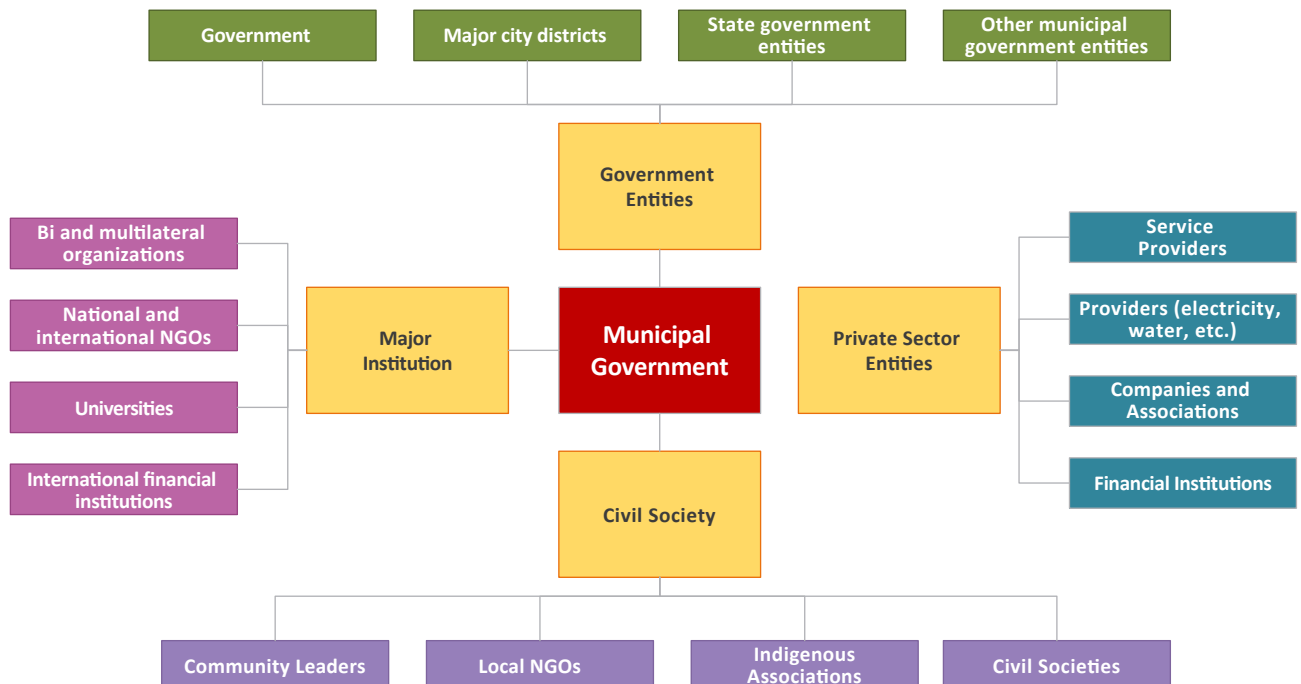 Government
Major city districts
State government
entities
Other municipal
government entities
Government
Entities
Bi and multilateral
organizations
National and
international NGOs
Universities
International financial
institutions
Major
Institution
Municipal
Government
Private Sector
Entities
Service
Providers
Providers (electricity,
water, etc.)
Companies and
Associations
Financial Institutions
Civil Society
Community Leaders
Local NGOs
Indigenous
Associations
Civil Societies